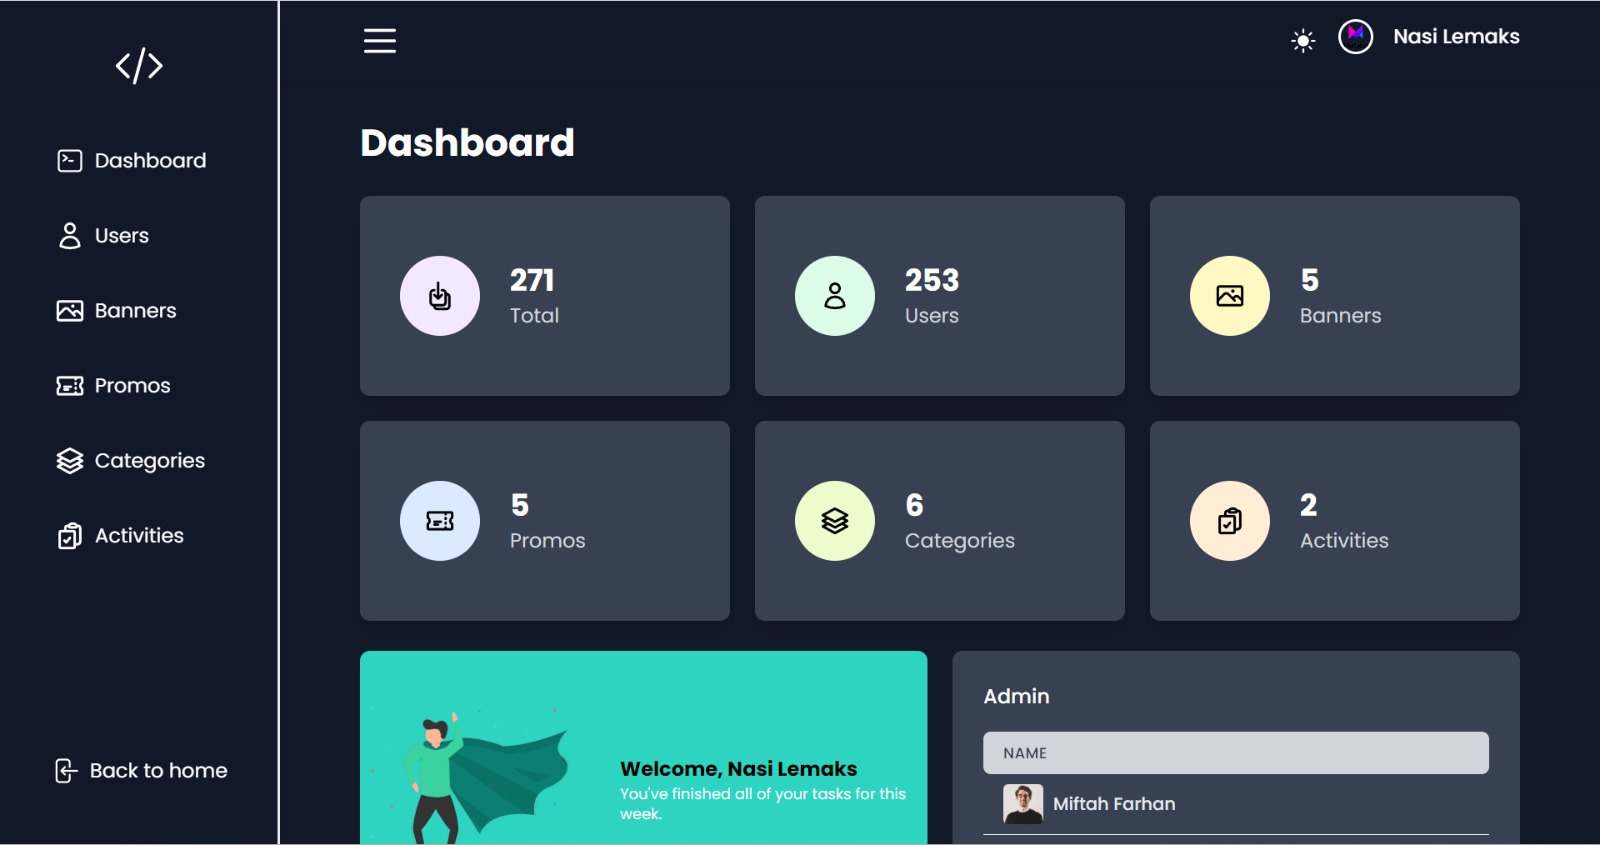 Nasi Lemaks
Dashboard
Users
Banners
Promos
Categories
Activities
Back to home
Dashboard
271
Total
253
Users
5
Banners
5
Promos
6
Categories
2
Activities
Welcome, Nasi Lemaks
You've finished all of your tasks for this
week.
Admin
NAME
Miftah Farhan